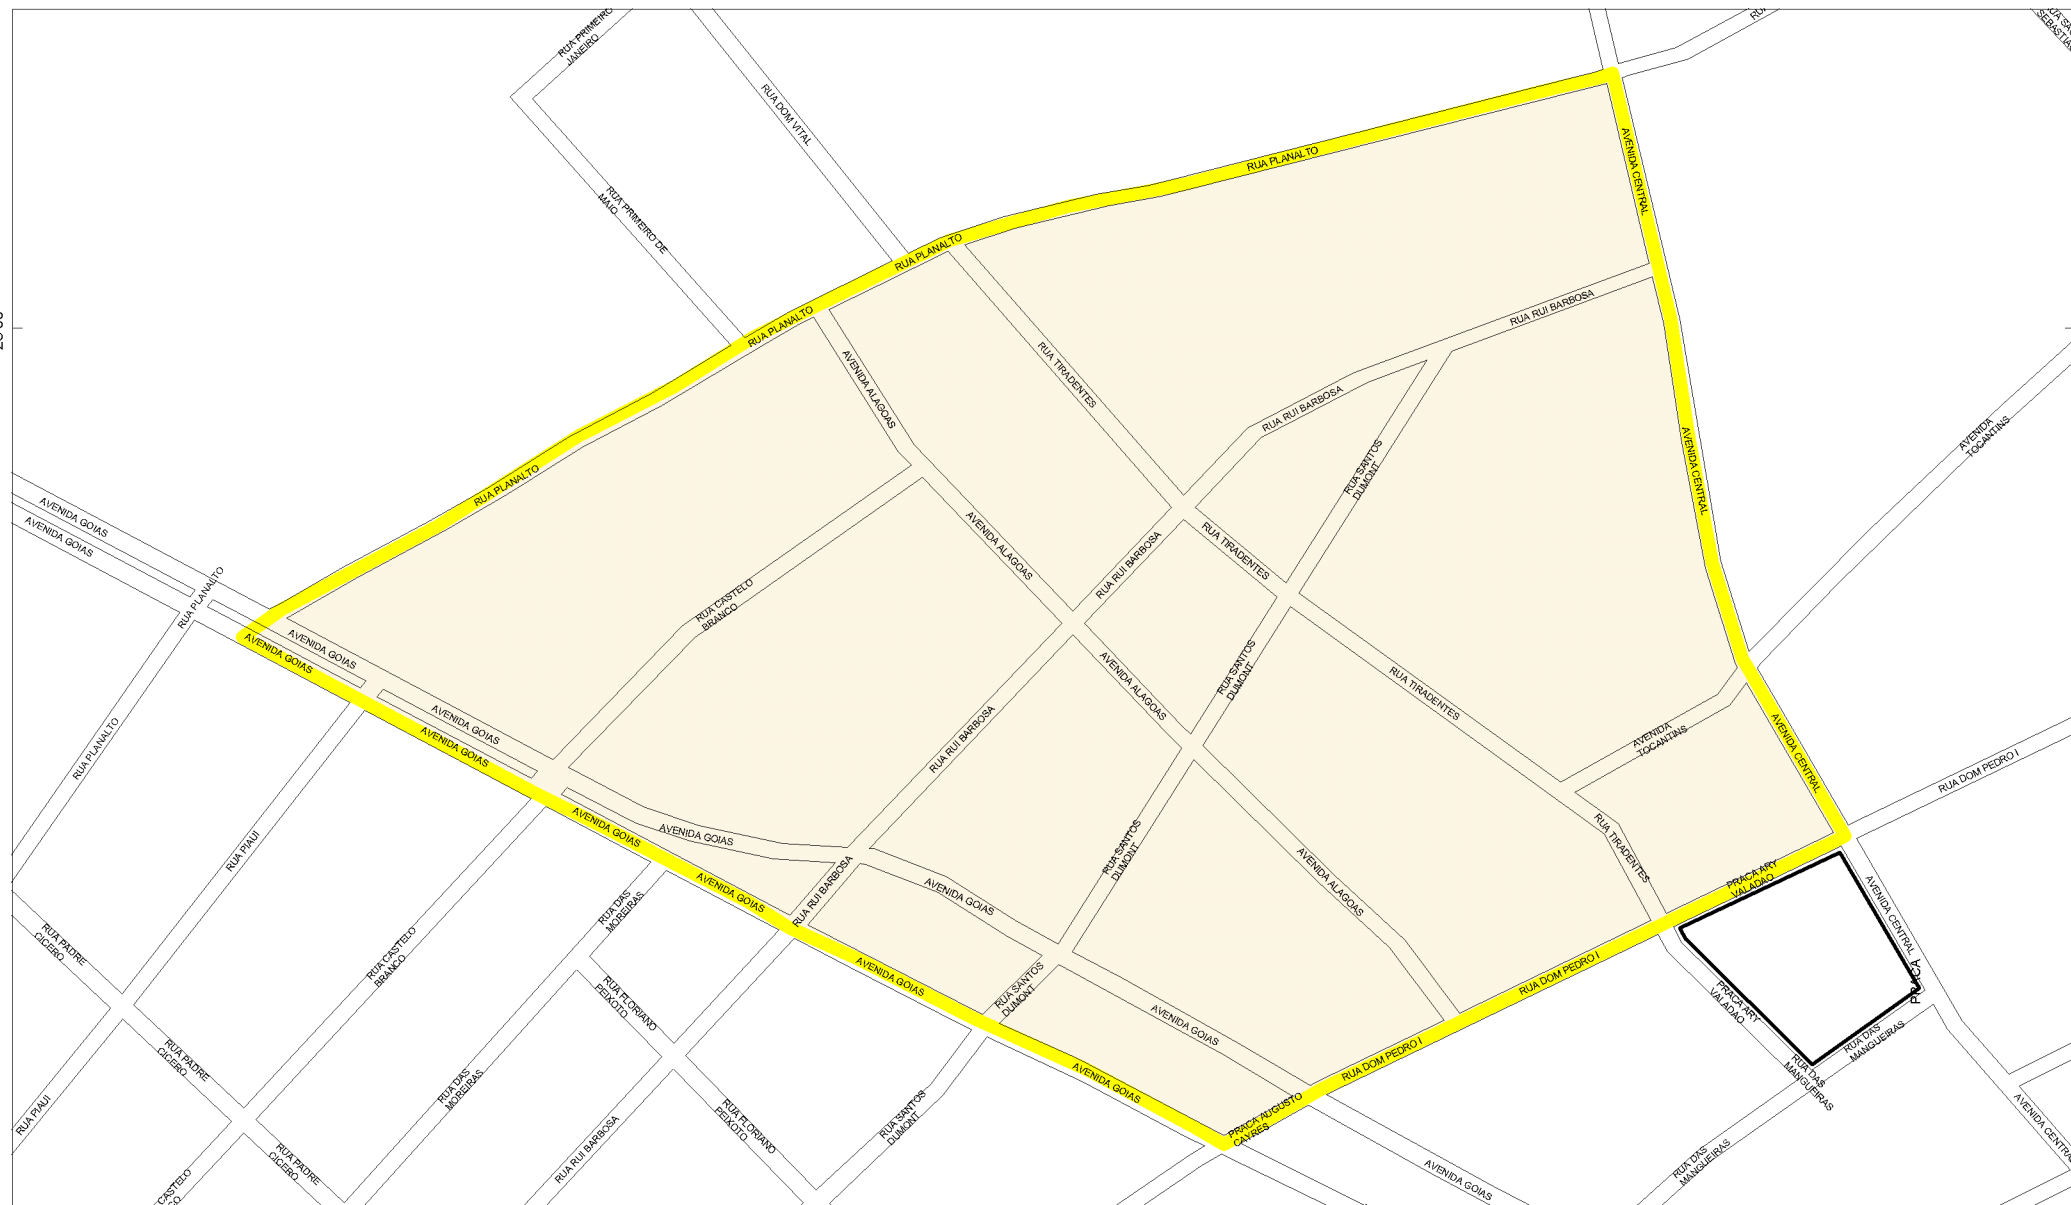 RUA PRIMEIRO
JANEIRO
RUA DOM VITAL
RUA PRIMEIRO DE
MAIO
RUA PLANALTO
AVENIDA CENTRAL
RUA PLANALTO
RUA PLANALTO
RUA PLANALTO
RUA RUI BARBOSA
RUA TIRADENTES
AVENIDA ALAGOAS
RUA RUI BARBOSA
RUA SANTOS
DUMONT
AVENIDA CENTRAL
AVENIDA
TOCANTINS
AVENIDA GOIAS
AVENIDA GOIAS
RUA PLANALTO
AVENIDA ALAGOAS
RUA RUI BARBOSA
RUA TIRADENTES
RUA CASTELO
BRANCO
AVENIDA GOIAS
AVENIDA GOIAS
AVENIDA ALAGOAS
RUA SANTOS
DUMONT
RUA TIRADENTES
AVENIDA
TOCANTINS
AVENIDA CENTRAL
RUA DOM PEDRO I
RUA PLANALTO
AVENIDA GOIAS
AVENIDA GOIAS
RUA RUI BARBOSA
RUA PIAUI
AVENIDA GOIAS
AVENIDA GOIAS
RUA SANTOS
DUMONT
RUA TIRADENTES
PRACA ARY
VALADAO
AVENIDA CENTRAL
AVENIDA GOIAS
RUA RUI BARBOSA
AVENIDA GOIAS
AVENIDA ALAGOAS
RUA DAS
MOREIRAS
RUA PADRE
CICERO
RUA CASTELO
BRANCO
AVENIDA GOIAS
RUA DOM PEDRO I
PRACA
PRACA ARY
VALADAO
RUA FLORIANO
PEIXOTO
RUA SANTOS
DUMONT
AVENIDA GOIAS
RUA DAS
MANGUEIRAS
RUA PADRE
CICERO
RUA DAS
MOREIRAS
AVENIDA GOIAS
RUA DOM PEDRO I
RUA DAS
MANGUEIRAS
RUA PIAUI
RUA FLORIANO
PEIXOTO
RUA SANTOS
DUMONT
PRACA AUGUSTO
CAYRES
AVENIDA CENTRAL
RUA PADRE
CICERO
RUA RUI BARBOSA
AVENIDA GOIAS
RUA DAS
MANGUEIRAS
CASTELO